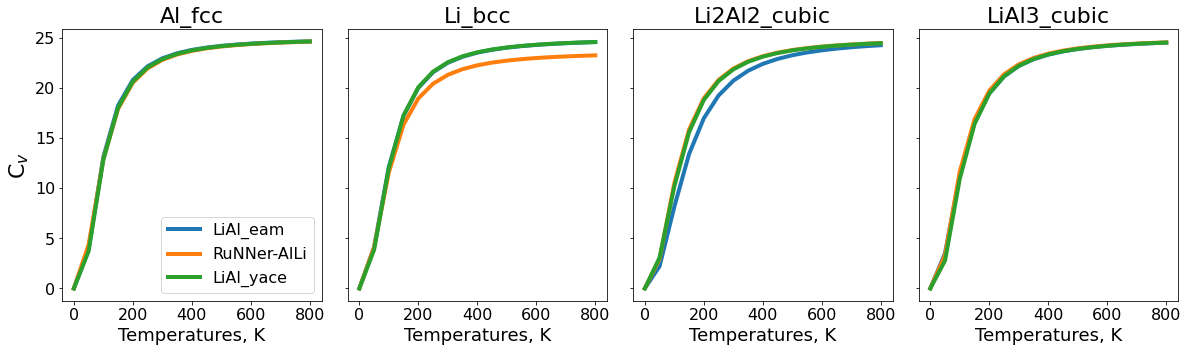 Al_fcc
Li_bcc
Li2Al2_cubic
LiAl3_cubic
C_v
25
20
15
10
5
0
LiAl_eam
RuNNer-AlLi
LiAl_yace
0 200 400 600 800
0 200 400 600 800
0 200 400 600 800
0 200 400 600 800
Temperatures, K
Temperatures, K
Temperatures, K
Temperatures, K